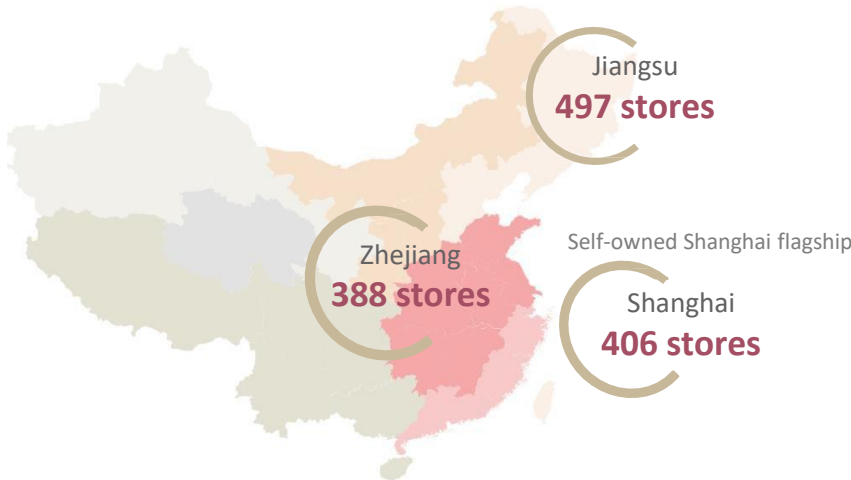 Jiangsu
497 stores
Zhejiang
388 stores
Self-owned Shanghai flagship
Shanghai
406 stores